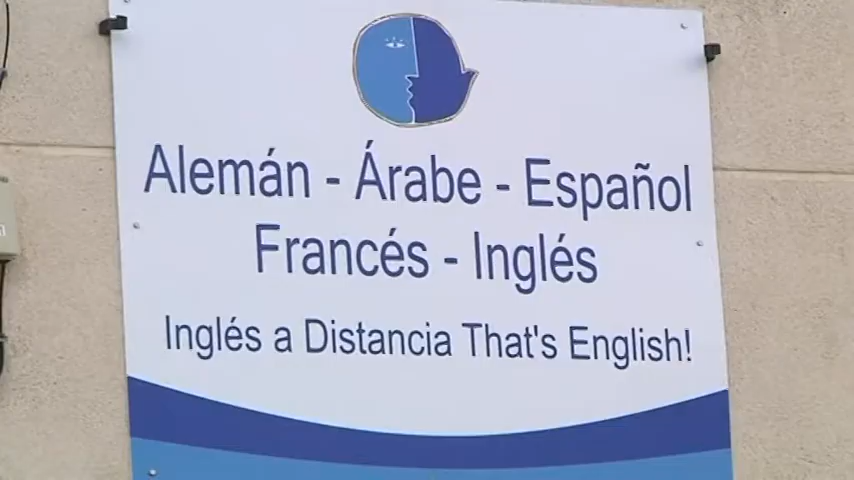 Alemán - Árabe - Español
Francés - Inglés
Inglés a Distancia That's English!